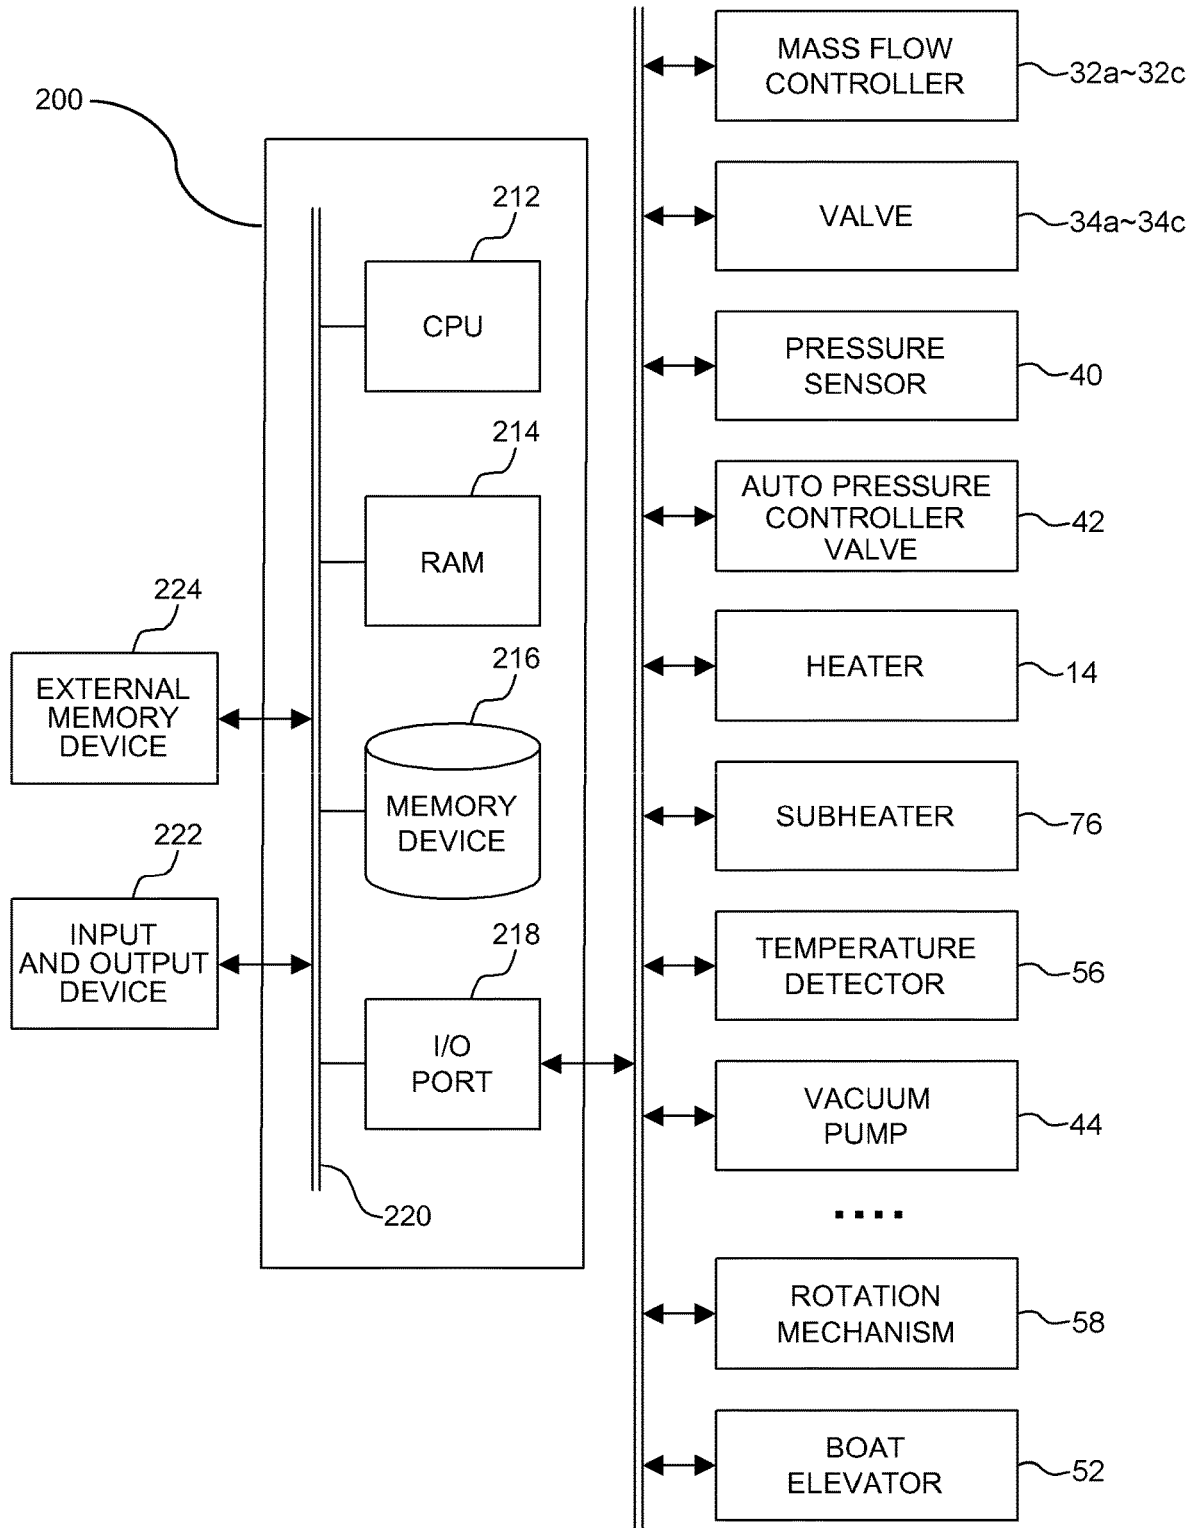 200
212
CPU
214
RAM
216
MEMORY
DEVICE
218
I/O
PORT
220
224
EXTERNAL
MEMORY
DEVICE
222
INPUT
AND OUTPUT
DEVICE
MASS FLOW
CONTROLLER
32a~32c
VALVE
34a~34c
PRESSURE
SENSOR
40
AUTO PRESSURE
CONTROLLER
VALVE
42
HEATER
14
SUBHEATER
76
TEMPERATURE
DETECTOR
56
VACUUM
PUMP
44
....
ROTATION
MECHANISM
58
BOAT
ELEVATOR
52